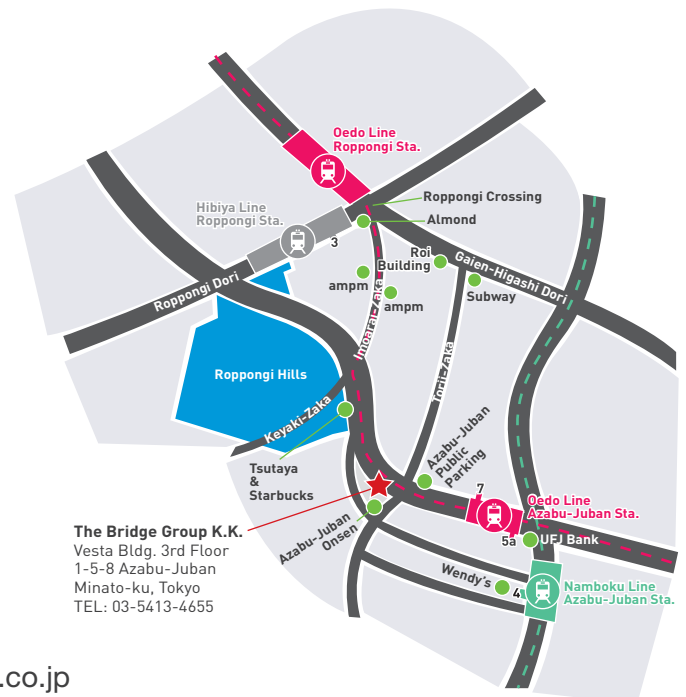 Oedo Line
Roppongi Sta.
Hibiya Line
Roppongi Sta.
3
Roppongi Crossing
Almond
Roi
Building
Gaien-Higashi Dori
Subway
ampm
ampm
Roppongi Dori
Imoarai-Zaka
Torii-Zaka
Roppongi Hills
Keyaki-Zaka
Tsutaya
&
Starbucks
Azabu-Juban
Public
Parking
7
Oedo Line
Azabu-Juban Sta.
5a
UFJ Bank
Azabu-Juban
Onsen
The Bridge Group K.K.
Vesta Bldg. 3rd Floor
1-5-8 Azabu-Juban
Minato-ku, Tokyo
TEL: 03-5413-4655
Wendy's
4
Namboku Line
Azabu-Juban Sta.
.co.jp